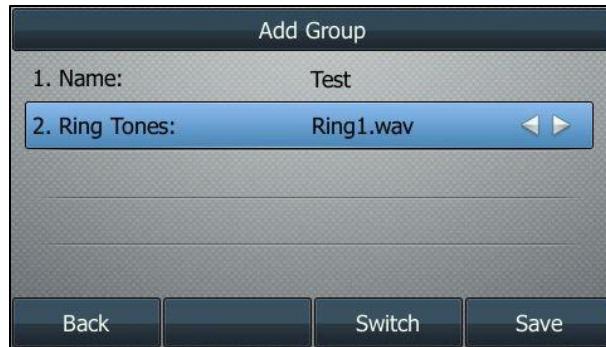 Add Group
1. Name: Test
2. Ring Tones: Ring1.wav
Back Switch Save